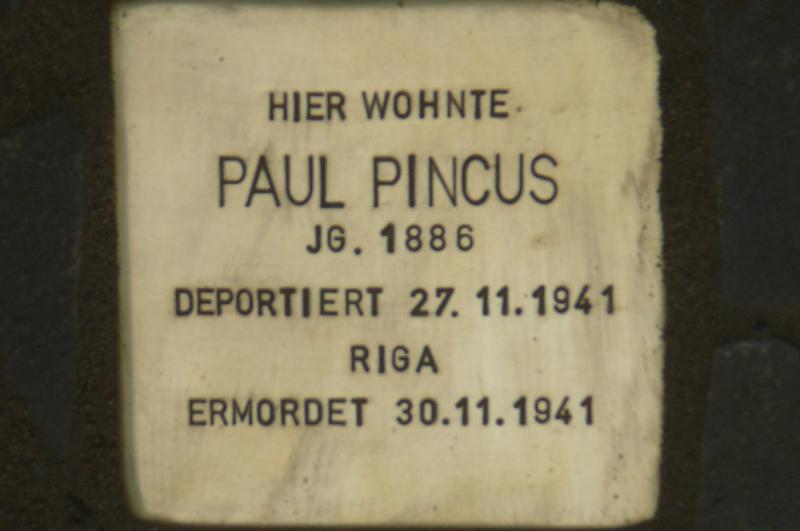 HIER WOHNTE
PAUL PINCUS
JG. 1886
DEPORTIERT 27.11.1941
RIGA
ERMORDET 30.11.1941